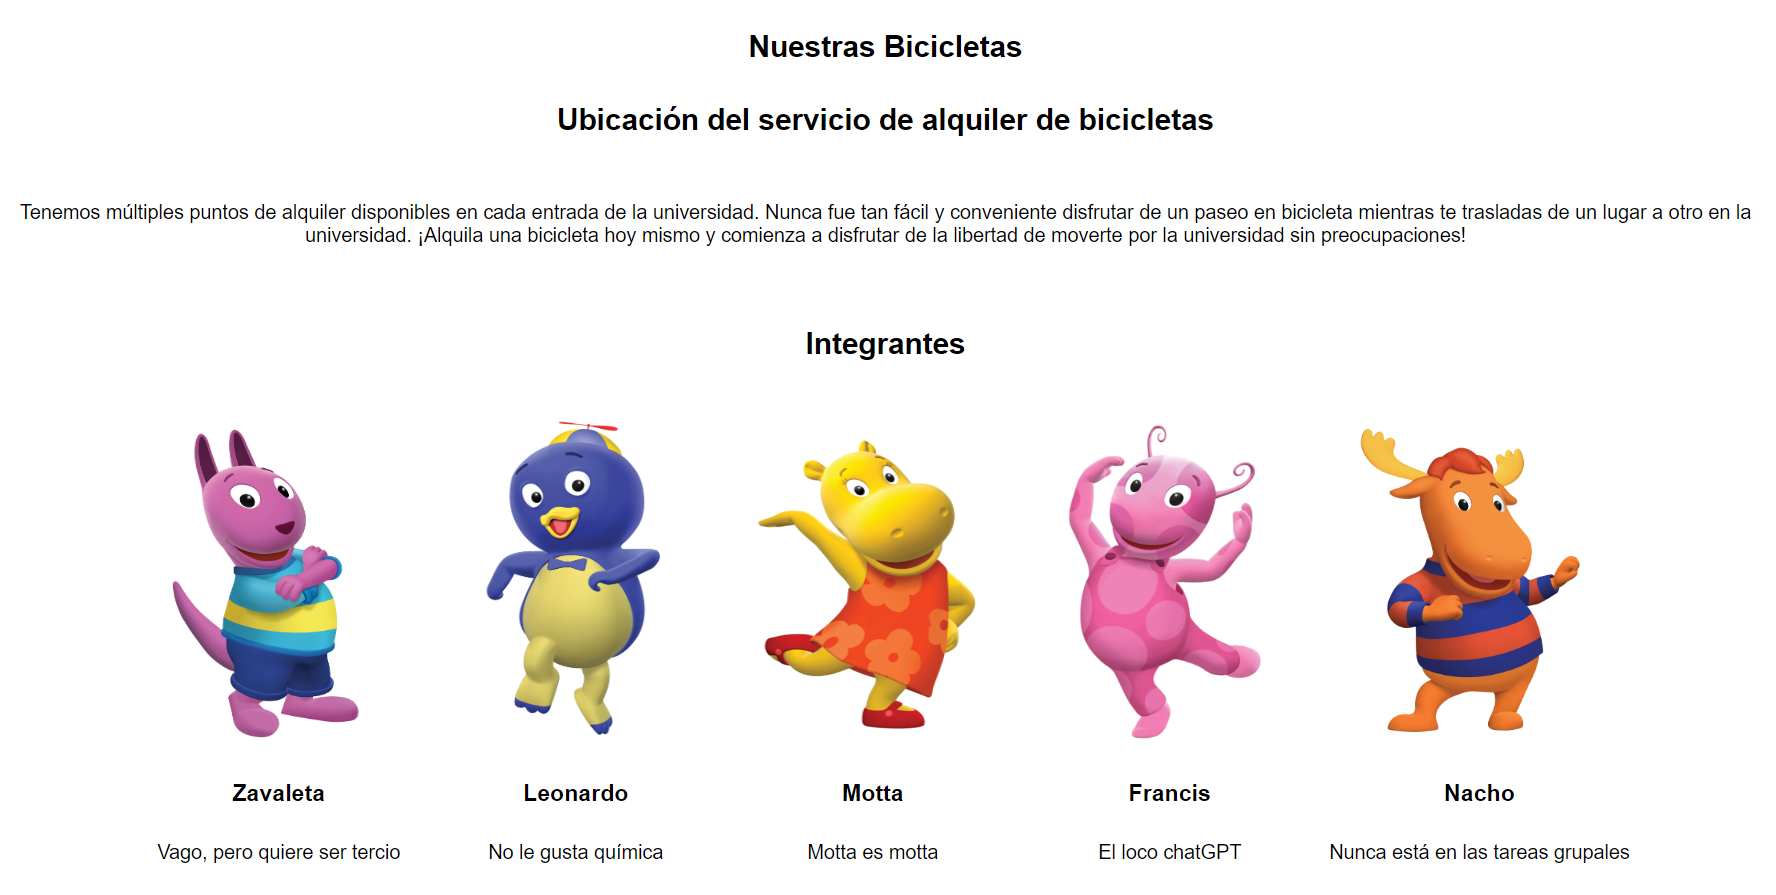 Nuestras Bicicletas
Ubicación del servicio de alquiler de bicicletas
Tenemos múltiples puntos de alquiler disponibles en cada entrada de la universidad. Nunca fue tan fácil y conveniente disfrutar de un paseo en bicicleta mientras te trasladas de un lugar a otro en la
universidad. ¡Alquila una bicicleta hoy mismo y comienza a disfrutar de la libertad de moverte por la universidad sin preocupaciones!
Integrantes
Zavaleta
Vago, pero quiere ser tercio
Leonardo
No le gusta química
Motta
Motta es motta
Francis
El loco chatGPT
Nacho
Nunca está en las tareas grupales